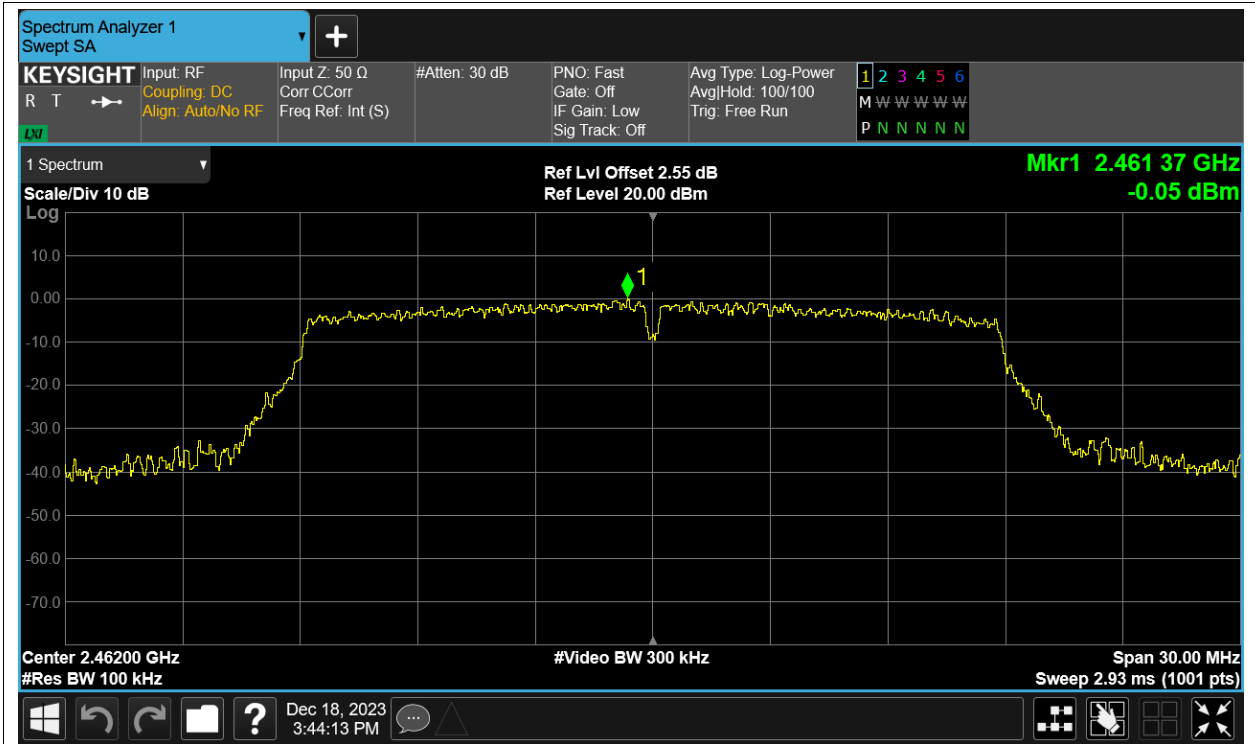 Spectrum Analyzer 1
Swept SA
KEYSIGHT
R T
LXI
Input: RF
Coupling: DC
Align: Auto/No RF
Input Z: 50 Ω
Corr CCorr
Freq Ref: Int (S)
#Atten: 30 dB
PNO: Fast
Gate: Off
IF Gain: Low
Sig Track: Off
Avg Type: Log-Power
Avg|Hold: 100/100
Trig: Free Run
1 2 3 4 5 6
M W W W W W
P N N N N N
1 Spectrum
Scale/Div 10 dB
Log
Ref Lvl Offset 2.55 dB
Ref Level 20.00 dBm
Mkr1 2.461 37 GHz
-0.05 dBm
10.0
0.00
-10.0
-20.0
-30.0
-40.0
-50.0
-60.0
-70.0
1
Center 2.46200 GHz
#Res BW 100 kHz
#Video BW 300 kHz
Span 30.00 MHz
Sweep 2.93 ms (1001 pts)
?
Dec 18, 2023
3:44:13 PM